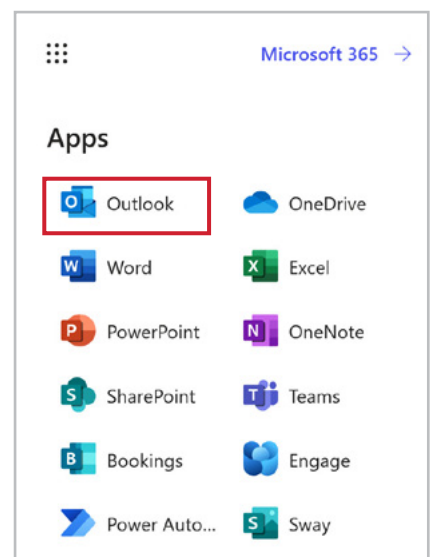 Microsoft 365 →
Apps
Outlook OneDrive
Word Excel
PowerPoint OneNote
SharePoint Teams
Bookings Engage
Power Auto... Sway